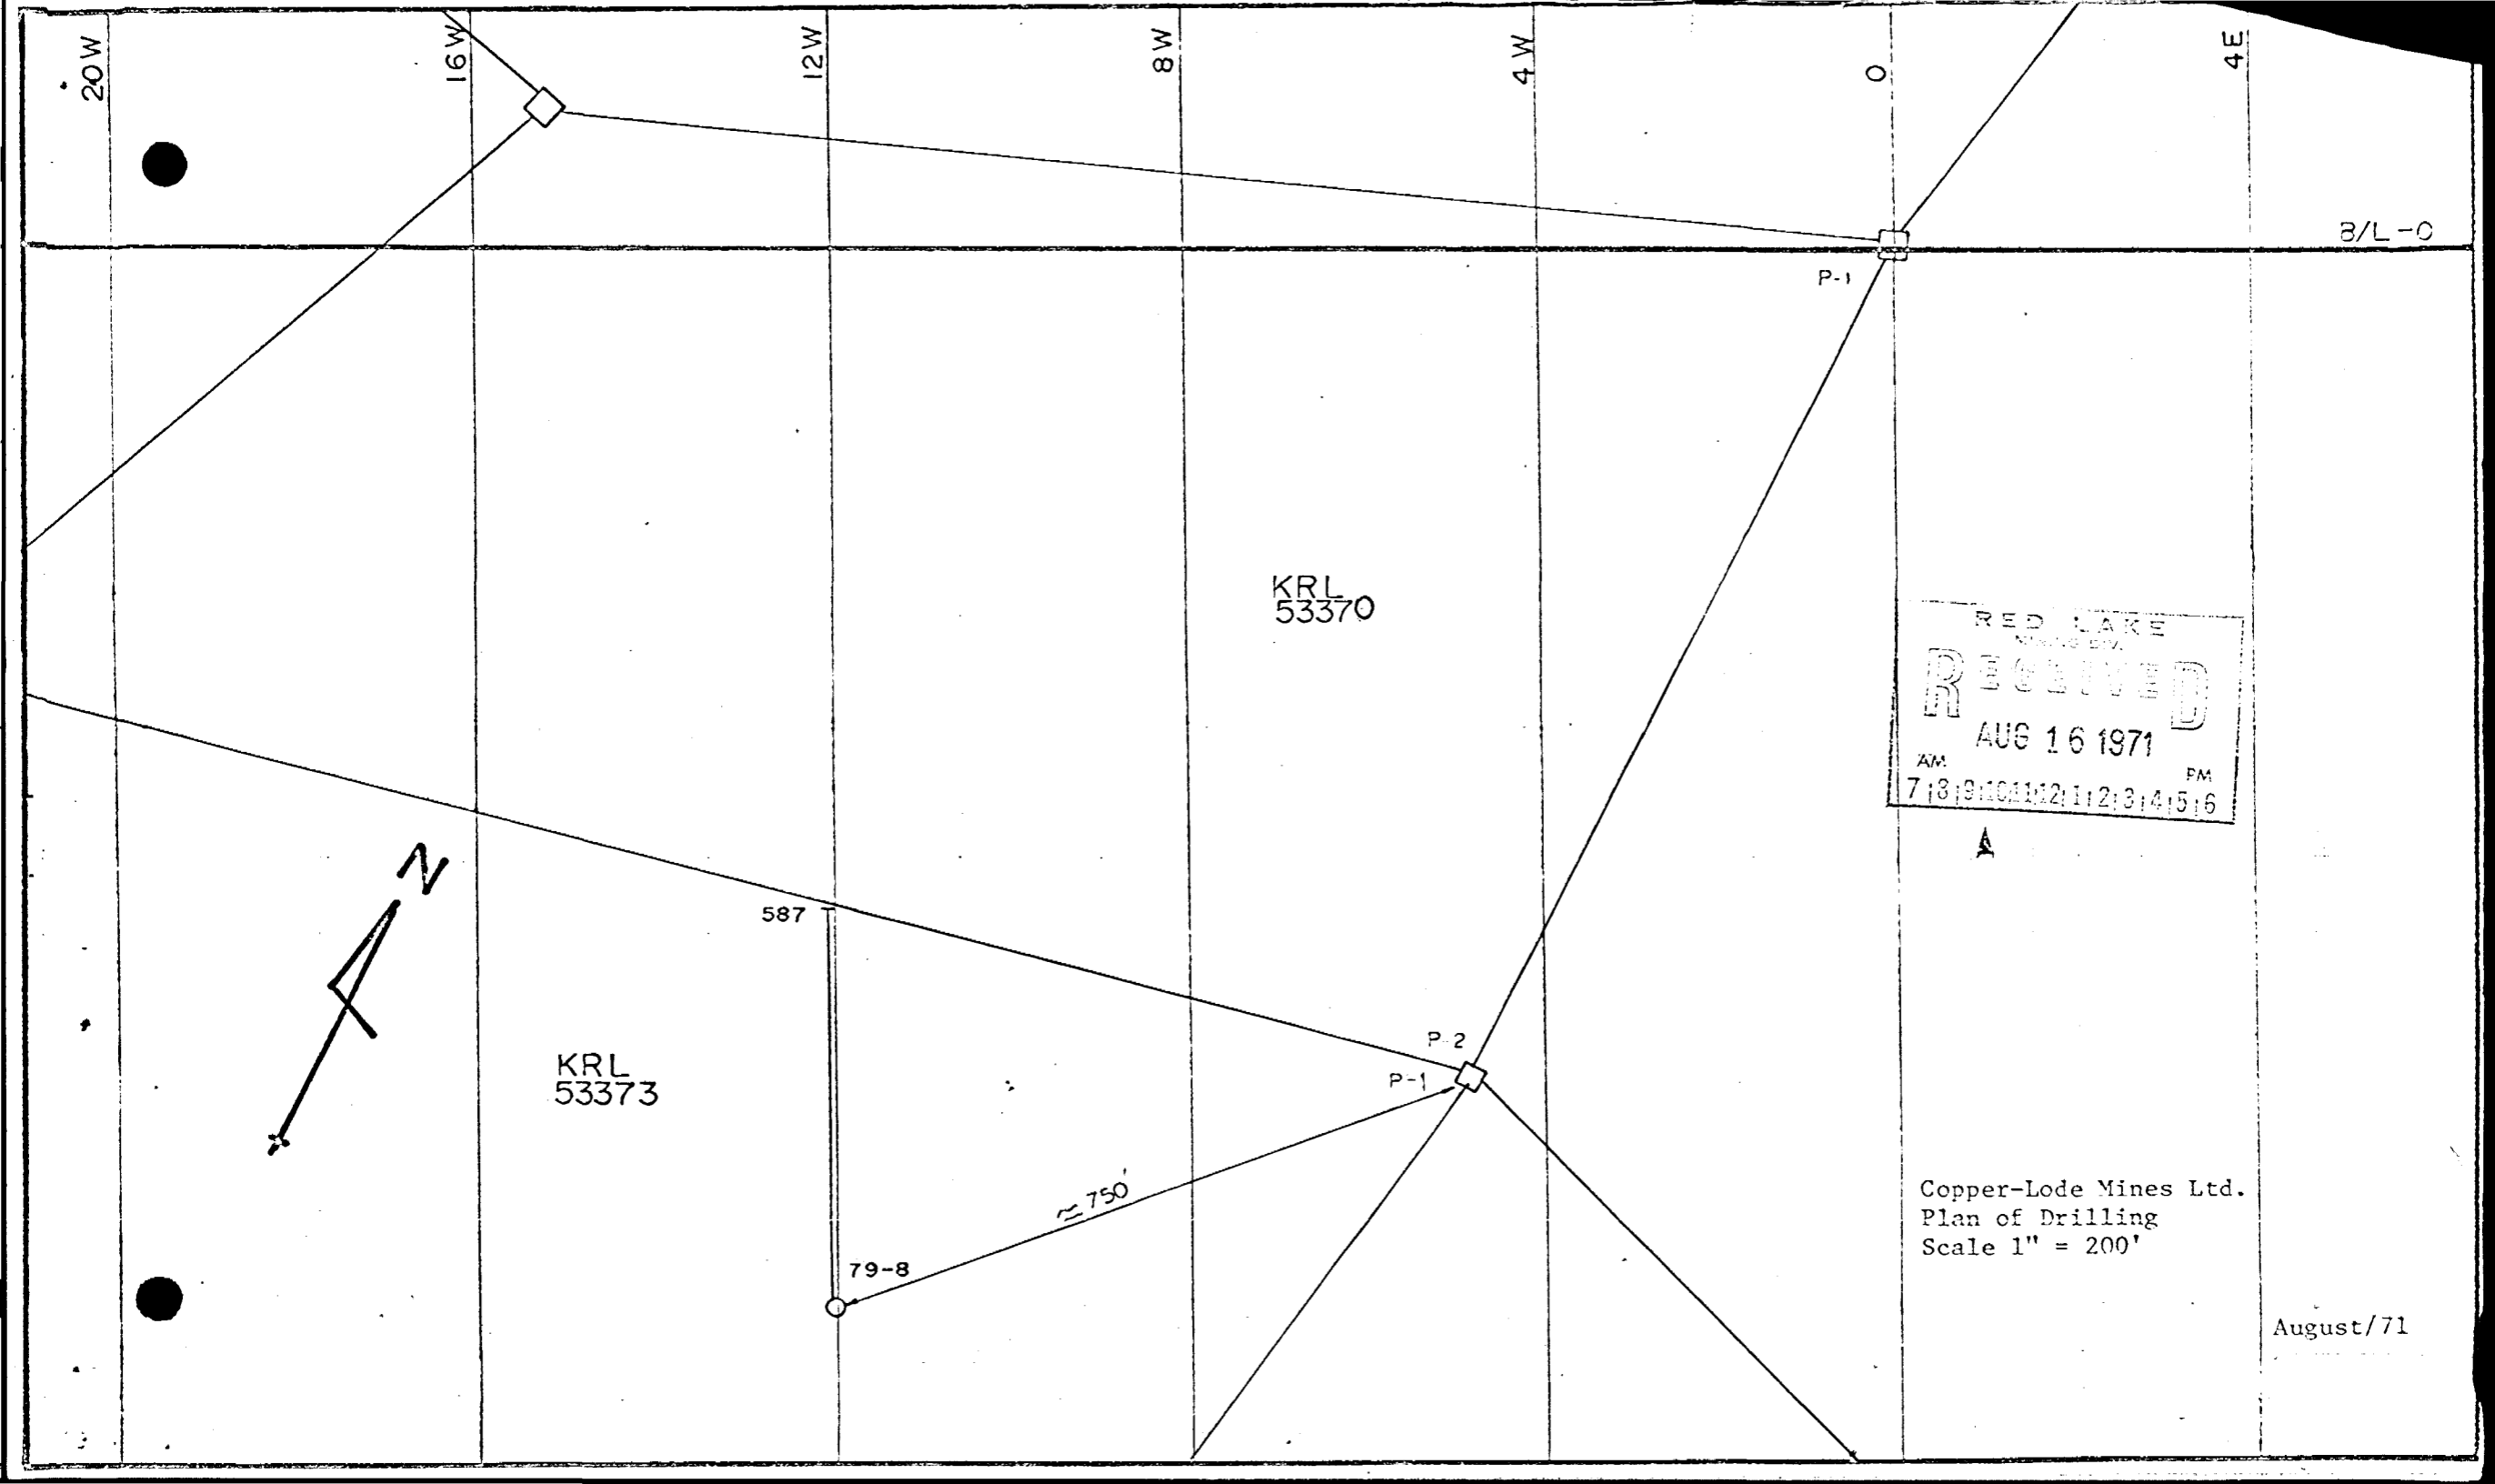 20W
16W
12W
8W
4W
0
4E
B/L-0
P-1
KRL
53370
RED LAKE
RECEIVED
AUG 16 1971
AM
PM
7 8 9 10 11 12 1 2 3 4 5 6
N
587
P-2
P-1
KRL
53373
≃750'
79-8
Copper-Lode Mines Ltd.
Plan of Drilling
Scale 1" = 200'
August/71